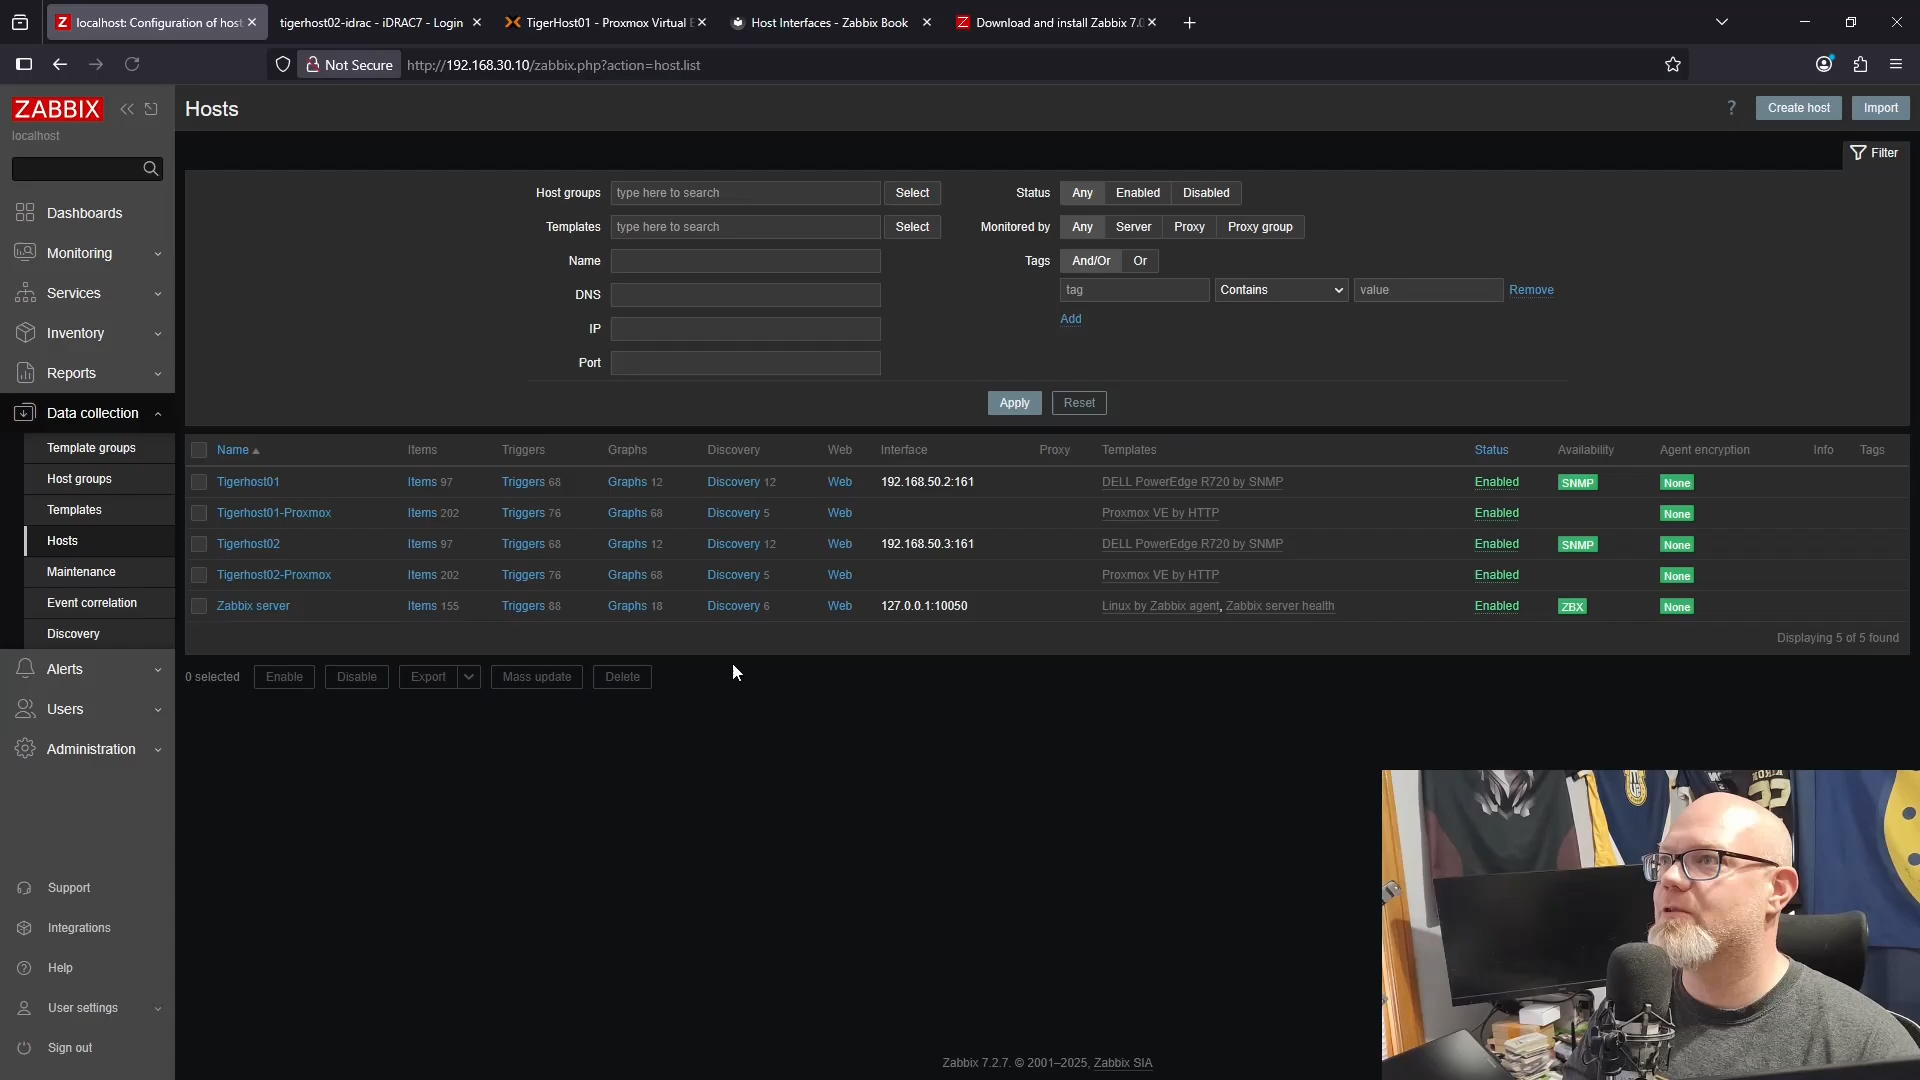 localhost: Configuration of host
tigerhost02-idrac - iDRAC7 - Login
TigerHost01 - Proxmox Virtual E
Host Interfaces - Zabbix Book
Download and install Zabbix 7.0
Not Secure
http://192.168.30.10/zabbix.php?action=host.list
ZABBIX
localhost
Hosts
? Create host Import
Filter
Dashboards
Monitoring
Services
Inventory
Reports
Data collection
Template groups
Host groups
Templates
Hosts
Maintenance
Event correlation
Discovery
Alerts
Users
Administration
Support
Integrations
Help
User settings
Sign out
Host groups type here to search Select
Templates type here to search Select
Name
DNS
IP
Port
Status Any Enabled Disabled
Monitored by Any Server Proxy Proxy group
Tags And/Or Or
tag Contains value Remove
Add
Apply Reset
Name Items Triggers Graphs Discovery Web Interface Proxy Templates Status Availability Agent encryption Info Tags
Tigerhost01 Items 97 Triggers 68 Graphs 12 Discovery 12 Web 192.168.50.2:161 DELL PowerEdge R720 by SNMP Enabled SNMP None
Tigerhost01-Proxmox Items 202 Triggers 76 Graphs 68 Discovery 5 Web Proxmox VE by HTTP Enabled None
Tigerhost02 Items 97 Triggers 68 Graphs 12 Discovery 12 Web 192.168.50.3:161 DELL PowerEdge R720 by SNMP Enabled SNMP None
Tigerhost02-Proxmox Items 202 Triggers 76 Graphs 68 Discovery 5 Web Proxmox VE by HTTP Enabled None
Zabbix server Items 155 Triggers 88 Graphs 18 Discovery 6 Web 127.0.0.1:10050 Linux by Zabbix agent, Zabbix server health Enabled ZBX None
Displaying 5 of 5 found
0 selected Enable Disable Export Mass update Delete
Zabbix 7.2.7. © 2001–2025, Zabbix SIA